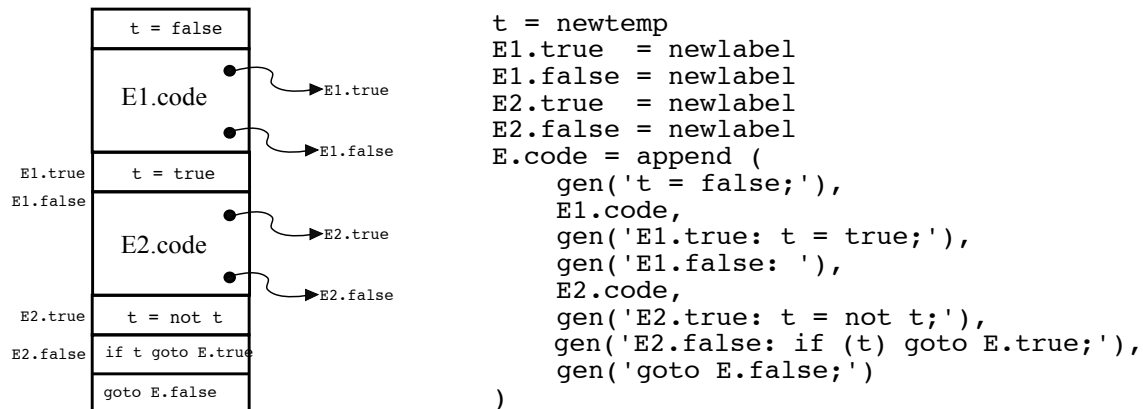 t = false
E1.code
E1.true
E1.false
E1.true
t = true
E1.false
E2.code
E2.true
E2.false
E2.true
t = not t
E2.false
if t goto E.true
goto E.false
t = newtemp
E1.true  = newlabel
E1.false = newlabel
E2.true  = newlabel
E2.false = newlabel
E.code = append (
gen('t = false;'),
E1.code,
gen('E1.true: t = true;'),
gen('E1.false: '),
E2.code,
gen('E2.true: t = not t;'),
gen('E2.false: if (t) goto E.true;'),
gen('goto E.false;')
)